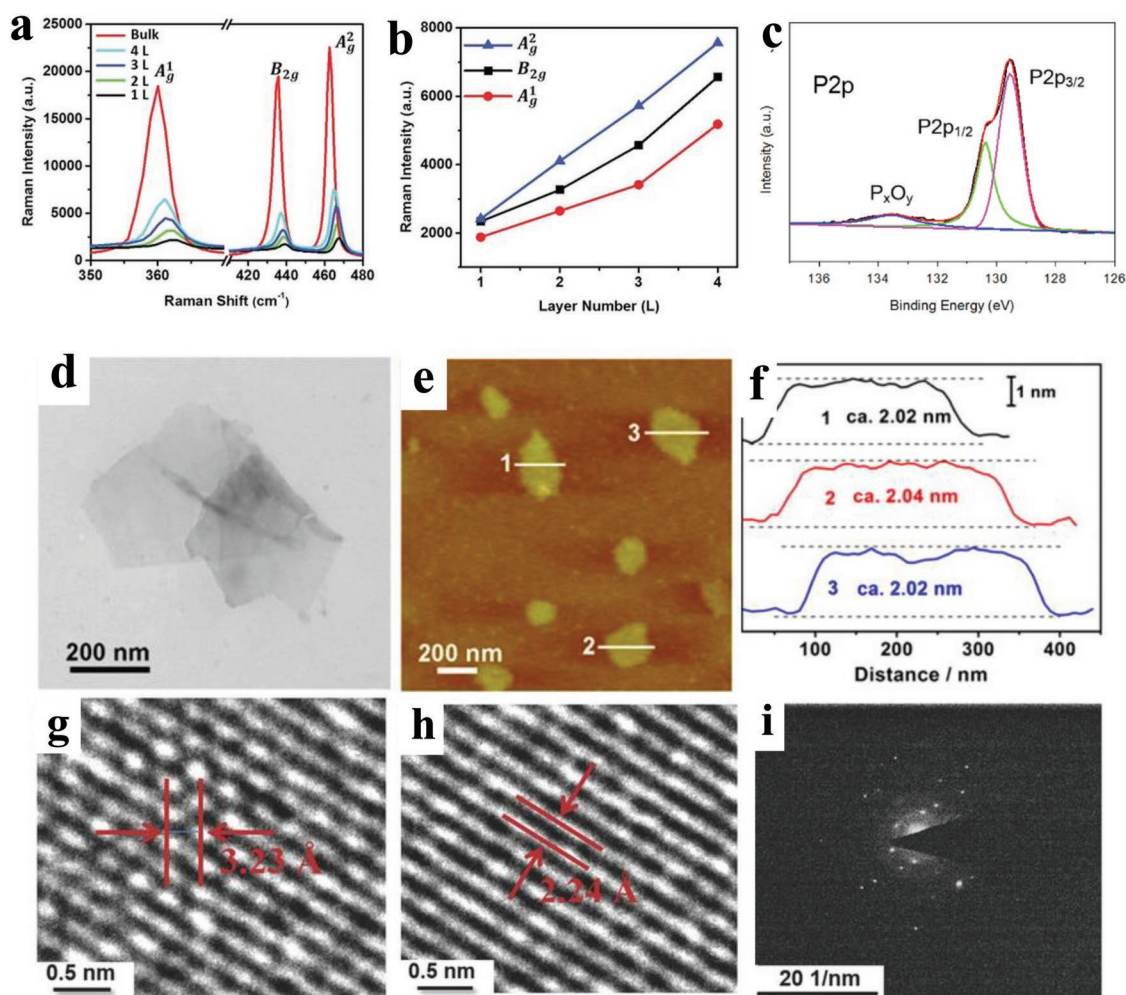 a
Bulk
4 L
3 L
2 L
1 L
A_g^1
B_{2g}
A_g^2
25000
20000
15000
10000
5000
0
350
360
420
440
460
480
Raman Intensity (a.u.)
Raman Shift (cm⁻¹)
b
A_g^2
B_{2g}
A_g^1
8000
6000
4000
2000
1
2
3
4
Raman Intensity (a.u.)
Layer Number (L)
c
P2p
P2p3/2
P2p1/2
PxOy
136
134
132
130
128
126
Intensity (a.u.)
Binding Energy (eV)
d
200 nm
e
1
3
2
200 nm
f
1 nm
1 ca. 2.02 nm
2 ca. 2.04 nm
3 ca. 2.02 nm
100
200
300
400
Distance / nm
g
3.23 Å
0.5 nm
h
2.24 Å
0.5 nm
i
20 1/nm